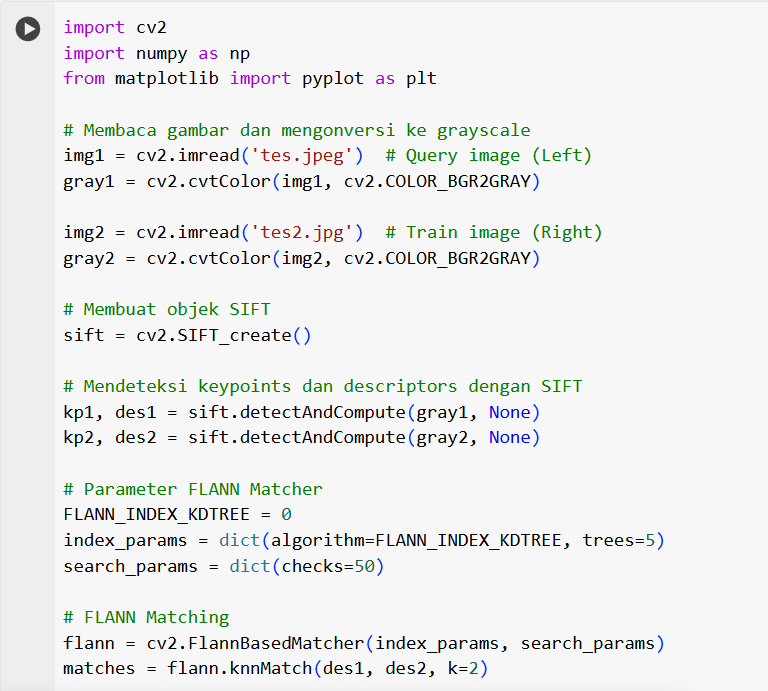 import cv2
import numpy as np
from matplotlib import pyplot as plt
# Membaca gambar dan mengonversi ke grayscale
img1 = cv2.imread('tes.jpeg')  # Query image (Left)
gray1 = cv2.cvtColor(img1, cv2.COLOR_BGR2GRAY)
img2 = cv2.imread('tes2.jpg')  # Train image (Right)
gray2 = cv2.cvtColor(img2, cv2.COLOR_BGR2GRAY)
# Membuat objek SIFT
sift = cv2.SIFT_create()
# Mendeteksi keypoints dan descriptors dengan SIFT
kp1, des1 = sift.detectAndCompute(gray1, None)
kp2, des2 = sift.detectAndCompute(gray2, None)
# Parameter FLANN Matcher
FLANN_INDEX_KDTREE = 0
index_params = dict(algorithm=FLANN_INDEX_KDTREE, trees=5)
search_params = dict(checks=50)
# FLANN Matching
flann = cv2.FlannBasedMatcher(index_params, search_params)
matches = flann.knnMatch(des1, des2, k=2)